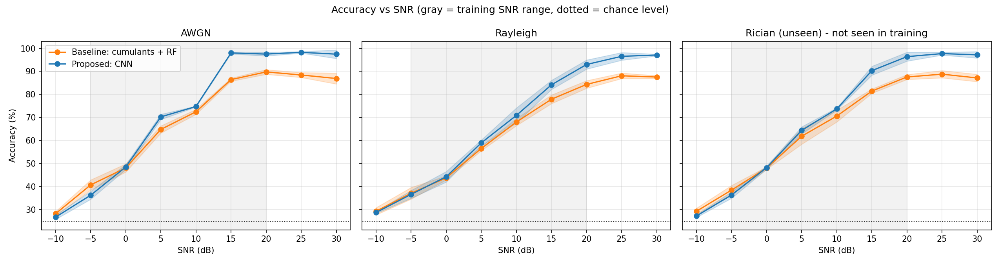 Accuracy vs SNR (gray = training SNR range, dotted = chance level)
AWGN
Rayleigh
Rician (unseen) - not seen in training
Baseline: cumulants + RF
Proposed: CNN
Accuracy (%)
100
90
80
70
60
50
40
30
−10 −5 0 5 10 15 20 25 30
−10 −5 0 5 10 15 20 25 30
−10 −5 0 5 10 15 20 25 30
SNR (dB)
SNR (dB)
SNR (dB)